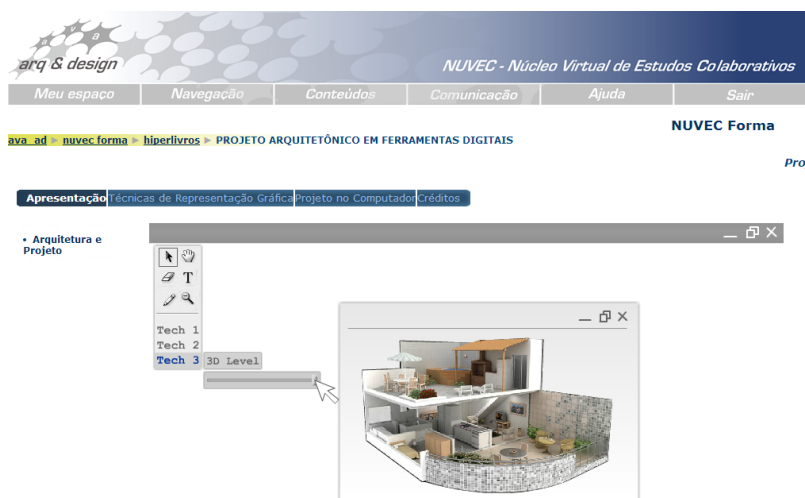 a v a
arq & design
NUVEC - Núcleo Virtual de Estudos Colaborativos
Meu espaço Navegação Conteúdos Comunicação Ajuda Sair
NUVEC Forma
ava_ad nuvec forma hiperlivros PROJETO ARQUITETÔNICO EM FERRAMENTAS DIGITAIS
Pro
Apresentação Técnicas de Representação Gráfica Projeto no Computador Créditos
• Arquitetura e
Projeto
T
Tech 1
Tech 2
Tech 3 3D Level